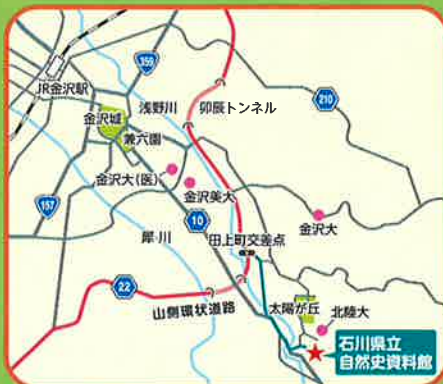 359
JR金沢駅
浅野川
卯辰トンネル
210
金沢城
兼六園
金沢大(医)
金沢美大
157
10
金沢大
犀川
田上町交差点
22
太陽が丘
北陸大
山側環状道路
石川県立
自然史資料館